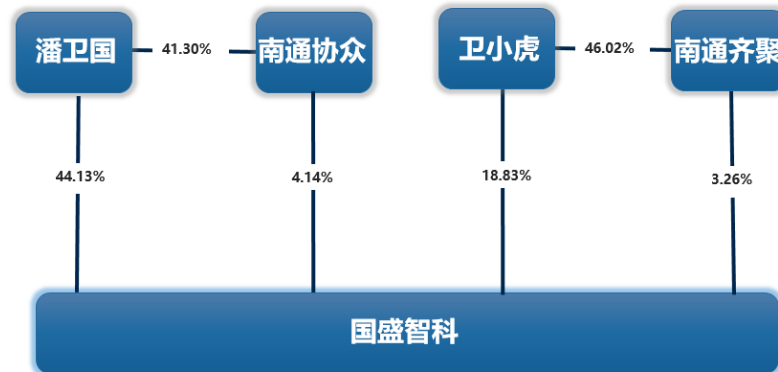 潘卫国
41.30%
南通协众
卫小虎
46.02%
南通齐聚
44.13%
4.14%
18.83%
3.26%
国盛智科